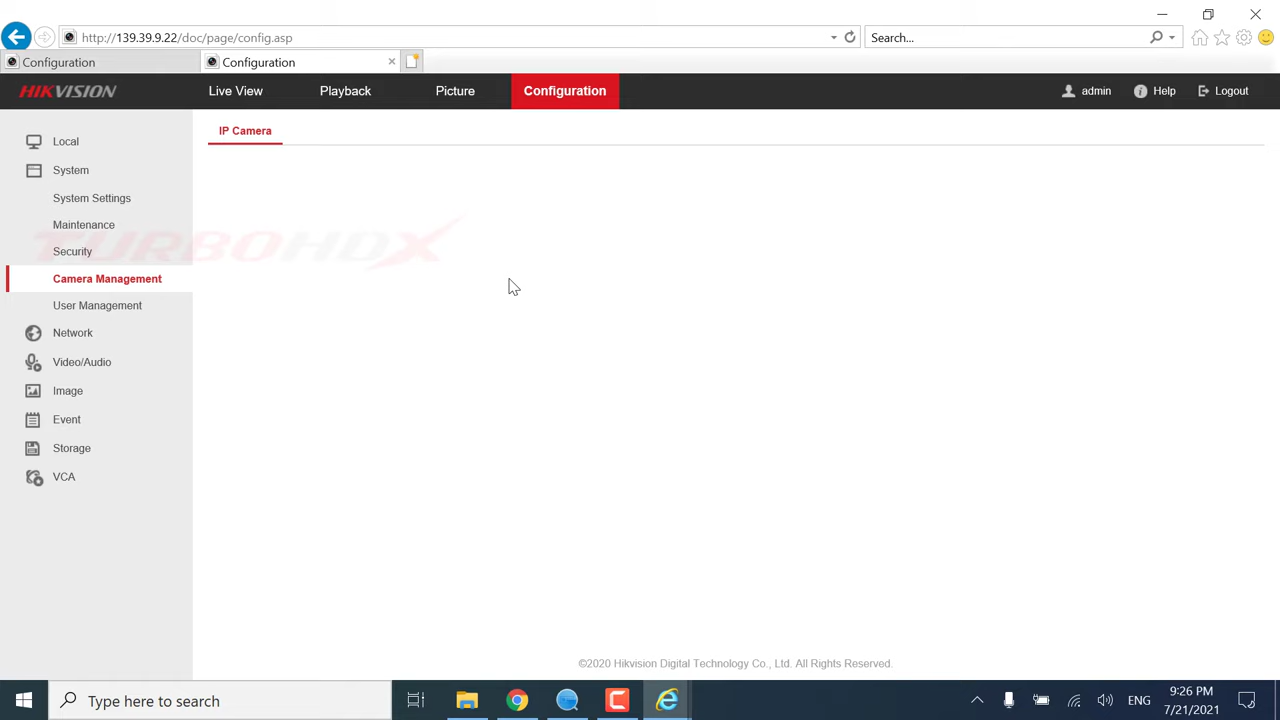 http://139.39.9.22/doc/page/config.asp
Search...
Configuration
Configuration
HIKVISION
Live View
Playback
Picture
Configuration
admin
Help
Logout
IP Camera
Local
System
System Settings
Maintenance
TURBOHDX
Security
Camera Management
User Management
Network
Video/Audio
Image
Event
Storage
VCA
©2020 Hikvision Digital Technology Co., Ltd. All Rights Reserved.
Type here to search
ENG
9:26 PM
7/21/2021